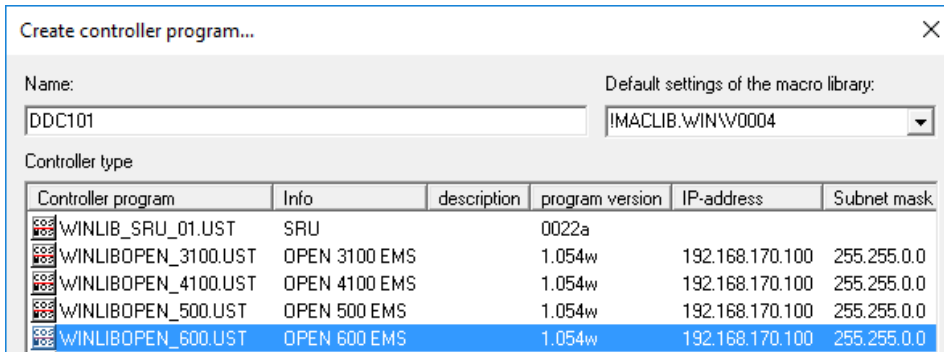 Create controller program...
Name: Default settings of the macro library:
DDC101 !MACLIB.WIN\V0004
Controller type
Controller program Info description program version IP-address Subnet mask
WINLIB_SRU_01.UST SRU 0022a
WINLIBOPEN_3100.UST OPEN 3100 EMS 1.054w 192.168.170.100 255.255.0.0
WINLIBOPEN_4100.UST OPEN 4100 EMS 1.054w 192.168.170.100 255.255.0.0
WINLIBOPEN_500.UST OPEN 500 EMS 1.054w 192.168.170.100 255.255.0.0
WINLIBOPEN_600.UST OPEN 600 EMS 1.054w 192.168.170.100 255.255.0.0